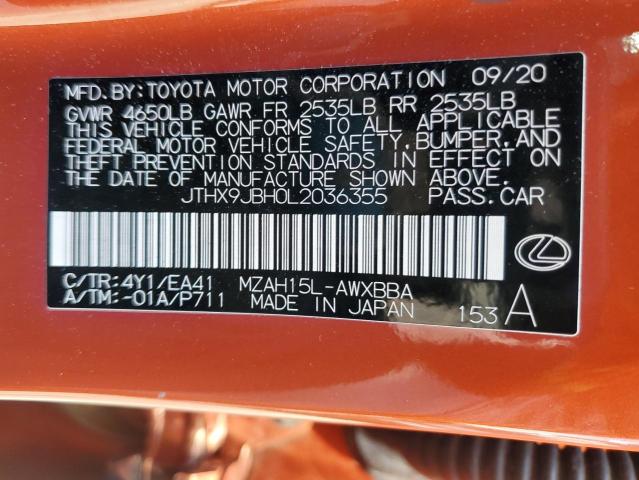 MFD. BY: TOYOTA MOTOR CORPORATION 09/20
GVWR 4650LB GAWR FR 2535LB RR 2535LB
THIS VEHICLE CONFORMS TO ALL APPLICABLE
FEDERAL MOTOR VEHICLE SAFETY, BUMPER, AND
THEFT PREVENTION STANDARDS IN EFFECT ON
THE DATE OF MANUFACTURE SHOWN ABOVE.
JTHX9JBH0L2036355 PASS. CAR
C/TR: 4Y1/EA41 MZAH15L-AWXBBA
A/TM: -01A/P711 MADE IN JAPAN 153 A